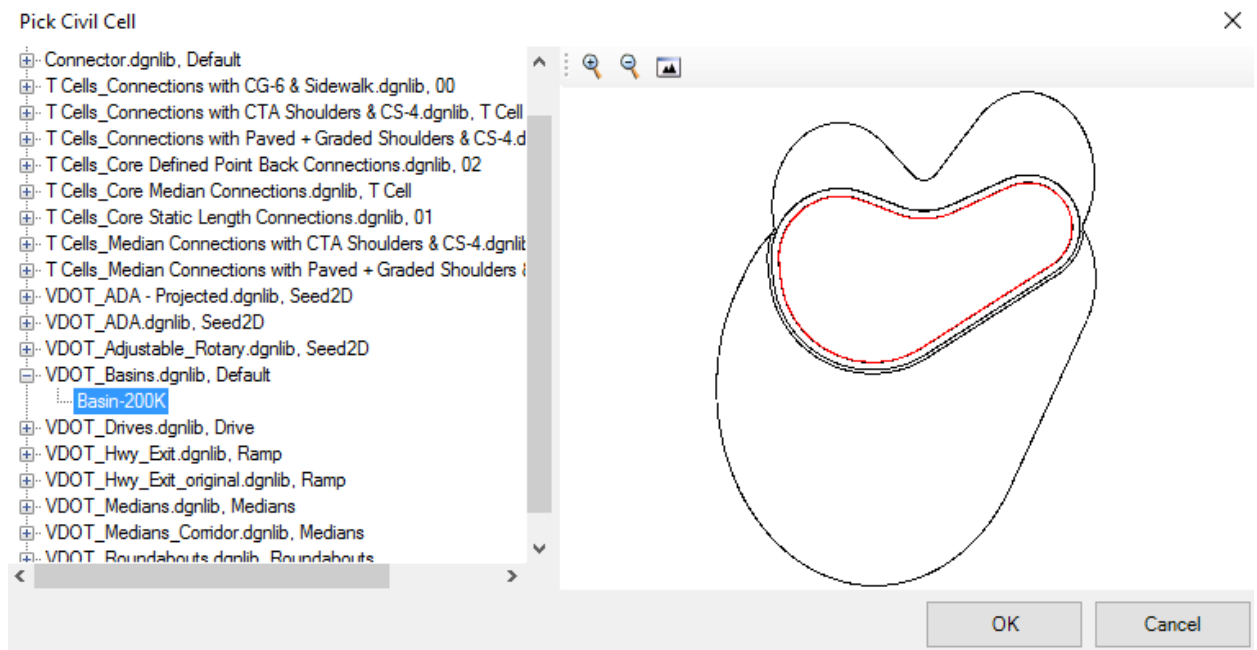 Pick Civil Cell
Connector.dgnlib, Default
T Cells_Connections with CG-6 & Sidewalk.dgnlib, 00
T Cells_Connections with CTA Shoulders & CS-4.dgnlib, T Cell
T Cells_Connections with Paved + Graded Shoulders & CS-4.d
T Cells_Core Defined Point Back Connections.dgnlib, 02
T Cells_Core Median Connections.dgnlib, T Cell
T Cells_Core Static Length Connections.dgnlib, 01
T Cells_Median Connections with CTA Shoulders & CS-4.dgnlib
T Cells_Median Connections with Paved + Graded Shoulders &
VDOT_ADA - Projected.dgnlib, Seed2D
VDOT_ADA.dgnlib, Seed2D
VDOT_Adjustable_Rotary.dgnlib, Seed2D
VDOT_Basins.dgnlib, Default
Basin-200K
VDOT_Drives.dgnlib, Drive
VDOT_Hwy_Exit.dgnlib, Ramp
VDOT_Hwy_Exit_original.dgnlib, Ramp
VDOT_Medians.dgnlib, Medians
VDOT_Medians_Corridor.dgnlib, Medians
VDOT_Roundabouts.dgnlib, Roundabouts
OK
Cancel